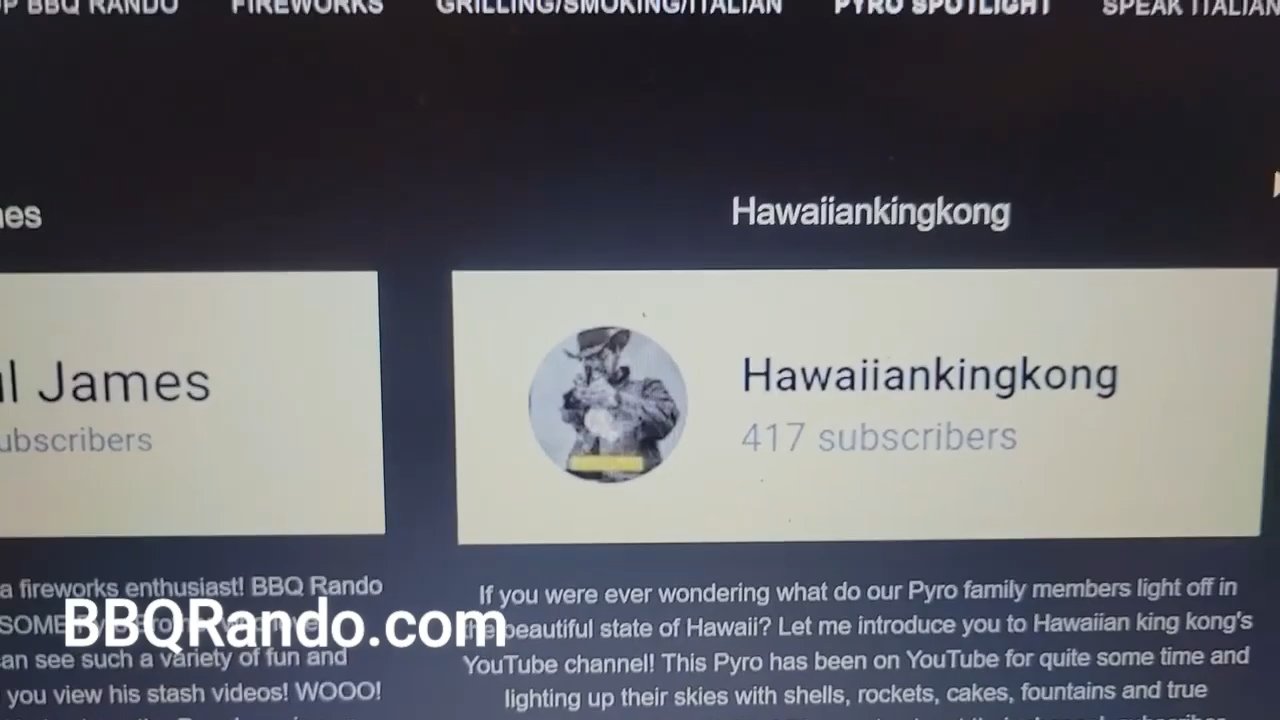 P BBQ RANDO FIREWORKS GRILLING/SMOKING/ITALIAN PYRO SPOTLIGHT SPEAK ITALIAN
es
l James
ubscribers
a fireworks enthusiast! BBQ Rando
SOME
an see such a variety of fun and
you view his stash videos! WOOO!
Hawaiiankingkong
Hawaiiankingkong
417 subscribers
If you were ever wondering what do our Pyro family members light off in
beautiful state of Hawaii? Let me introduce you to Hawaiian king kong's
YouTube channel! This Pyro has been on YouTube for quite some time and
lighting up their skies with shells, rockets, cakes, fountains and true
BBQRando.com